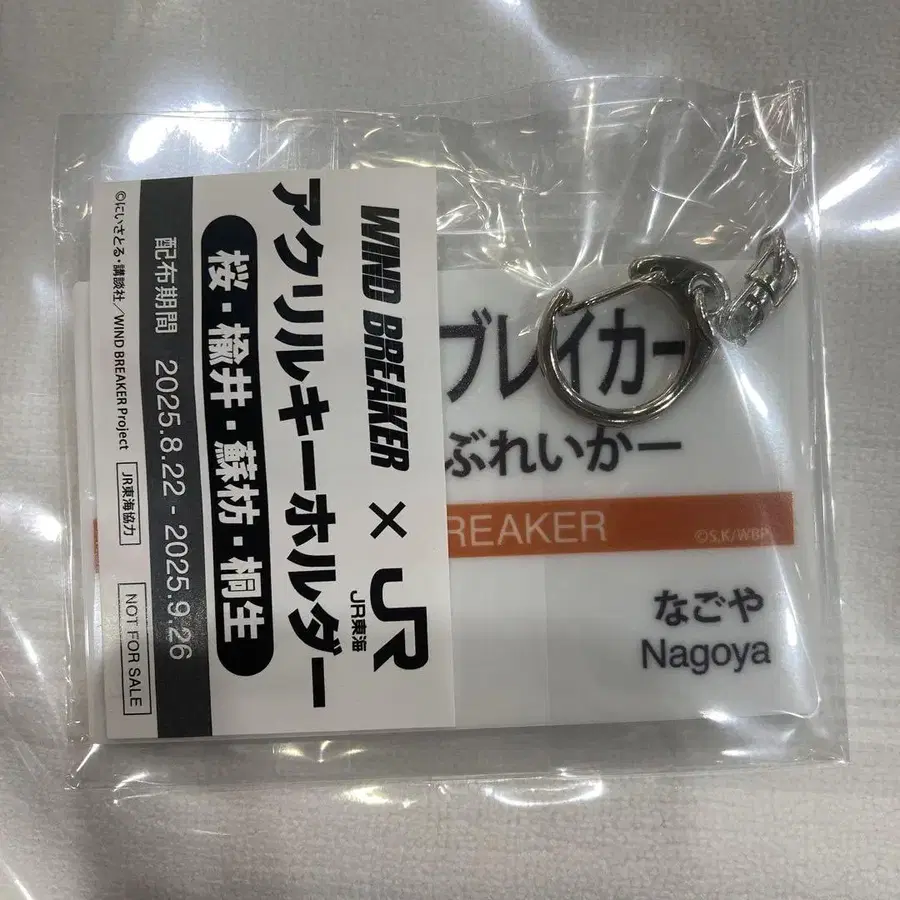 WIND BREAKER × JR
JR東海
アクリルキーホルダー
桜・楡井・蘇枋・桐生
配布期間 2025.8.22 - 2025.9.26
©にいさとる・講談社／WIND BREAKER Project
JR東海協力
NOT FOR SALE
ブレイカー
ぶれいかー
REAKER
©S.K/WBP
なごや
Nagoya